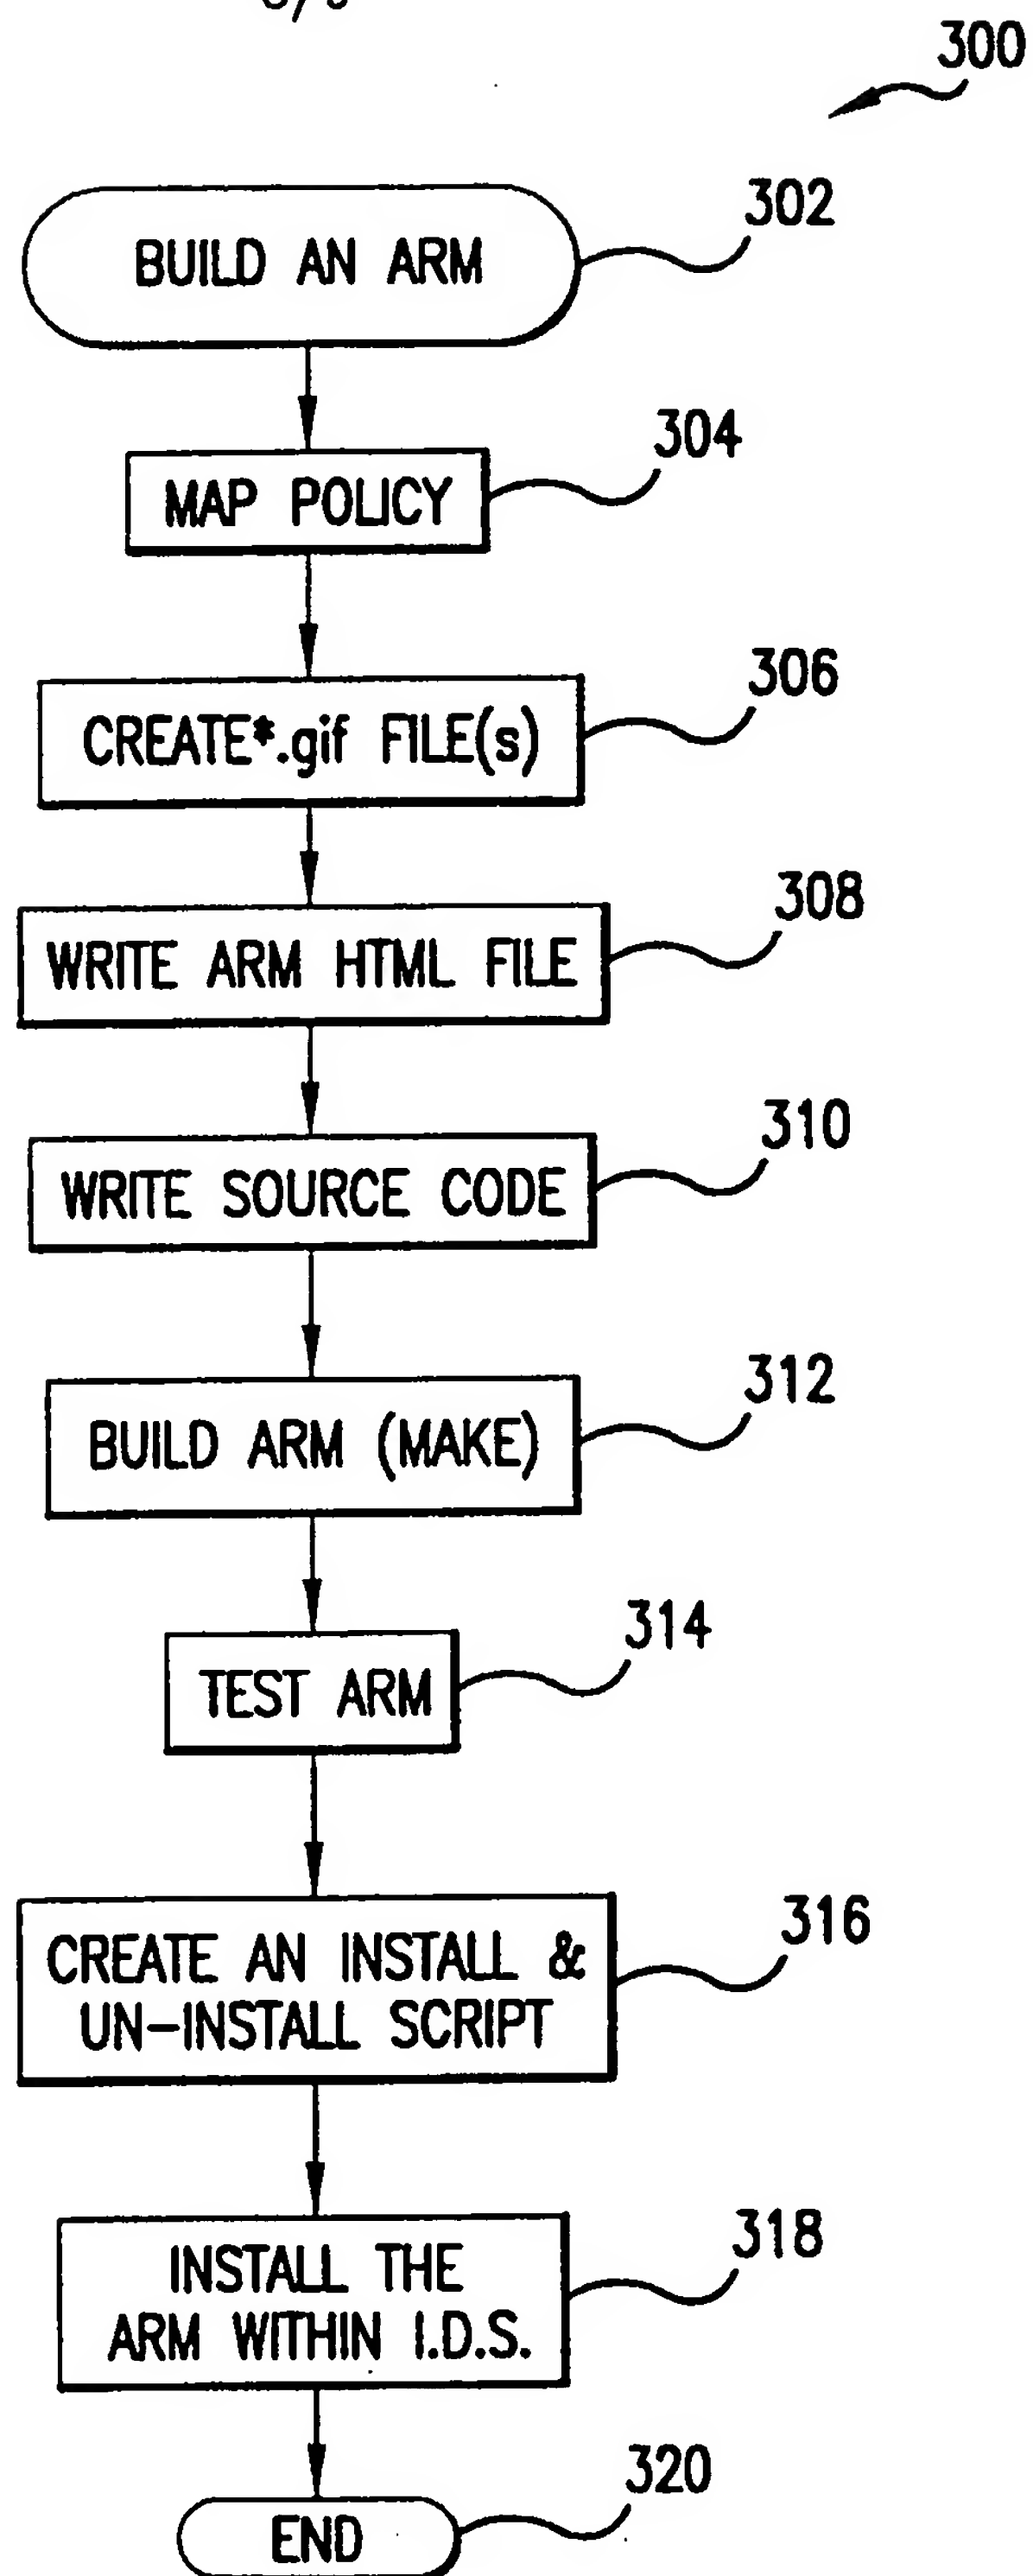 300
302
BUILD AN ARM
304
MAP POLICY
306
CREATE*.gif FILE(s)
308
WRITE ARM HTML FILE
310
WRITE SOURCE CODE
312
BUILD ARM (MAKE)
314
TEST ARM
316
CREATE AN INSTALL &
UN-INSTALL SCRIPT
318
INSTALL THE
ARM WITHIN I.D.S.
320
END